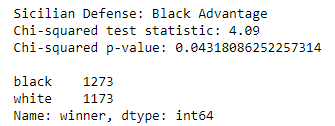 Sicilian Defense: Black Advantage
Chi-squared test statistic: 4.09
Chi-squared p-value: 0.04318086252257314

black    1273
white    1173
Name: winner, dtype: int64